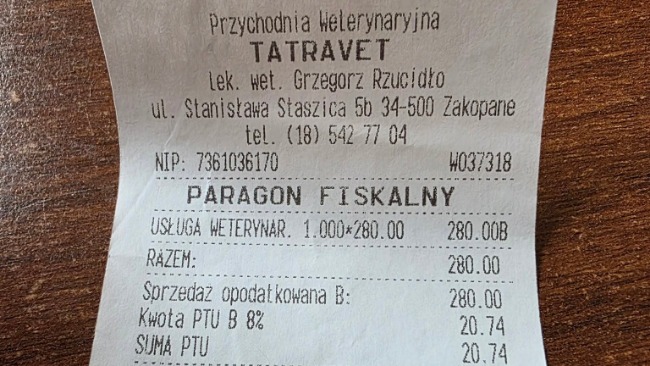 Przychodnia Weterynaryjna
TATRAVET
lek. wet. Grzegorz Rzucidło
ul. Stanisława Staszica 5b 34-500 Zakopane
tel. (18) 542 77 04
NIP: 7361036170 W037318
PARAGON FISKALNY
USŁUGA WETERYNAR. 1.000*280.00 280.00B
RAZEM: 280.00
Sprzedaż opodatkowana B: 280.00
Kwota PTU B 8% 20.74
SUMA PTU 20.74